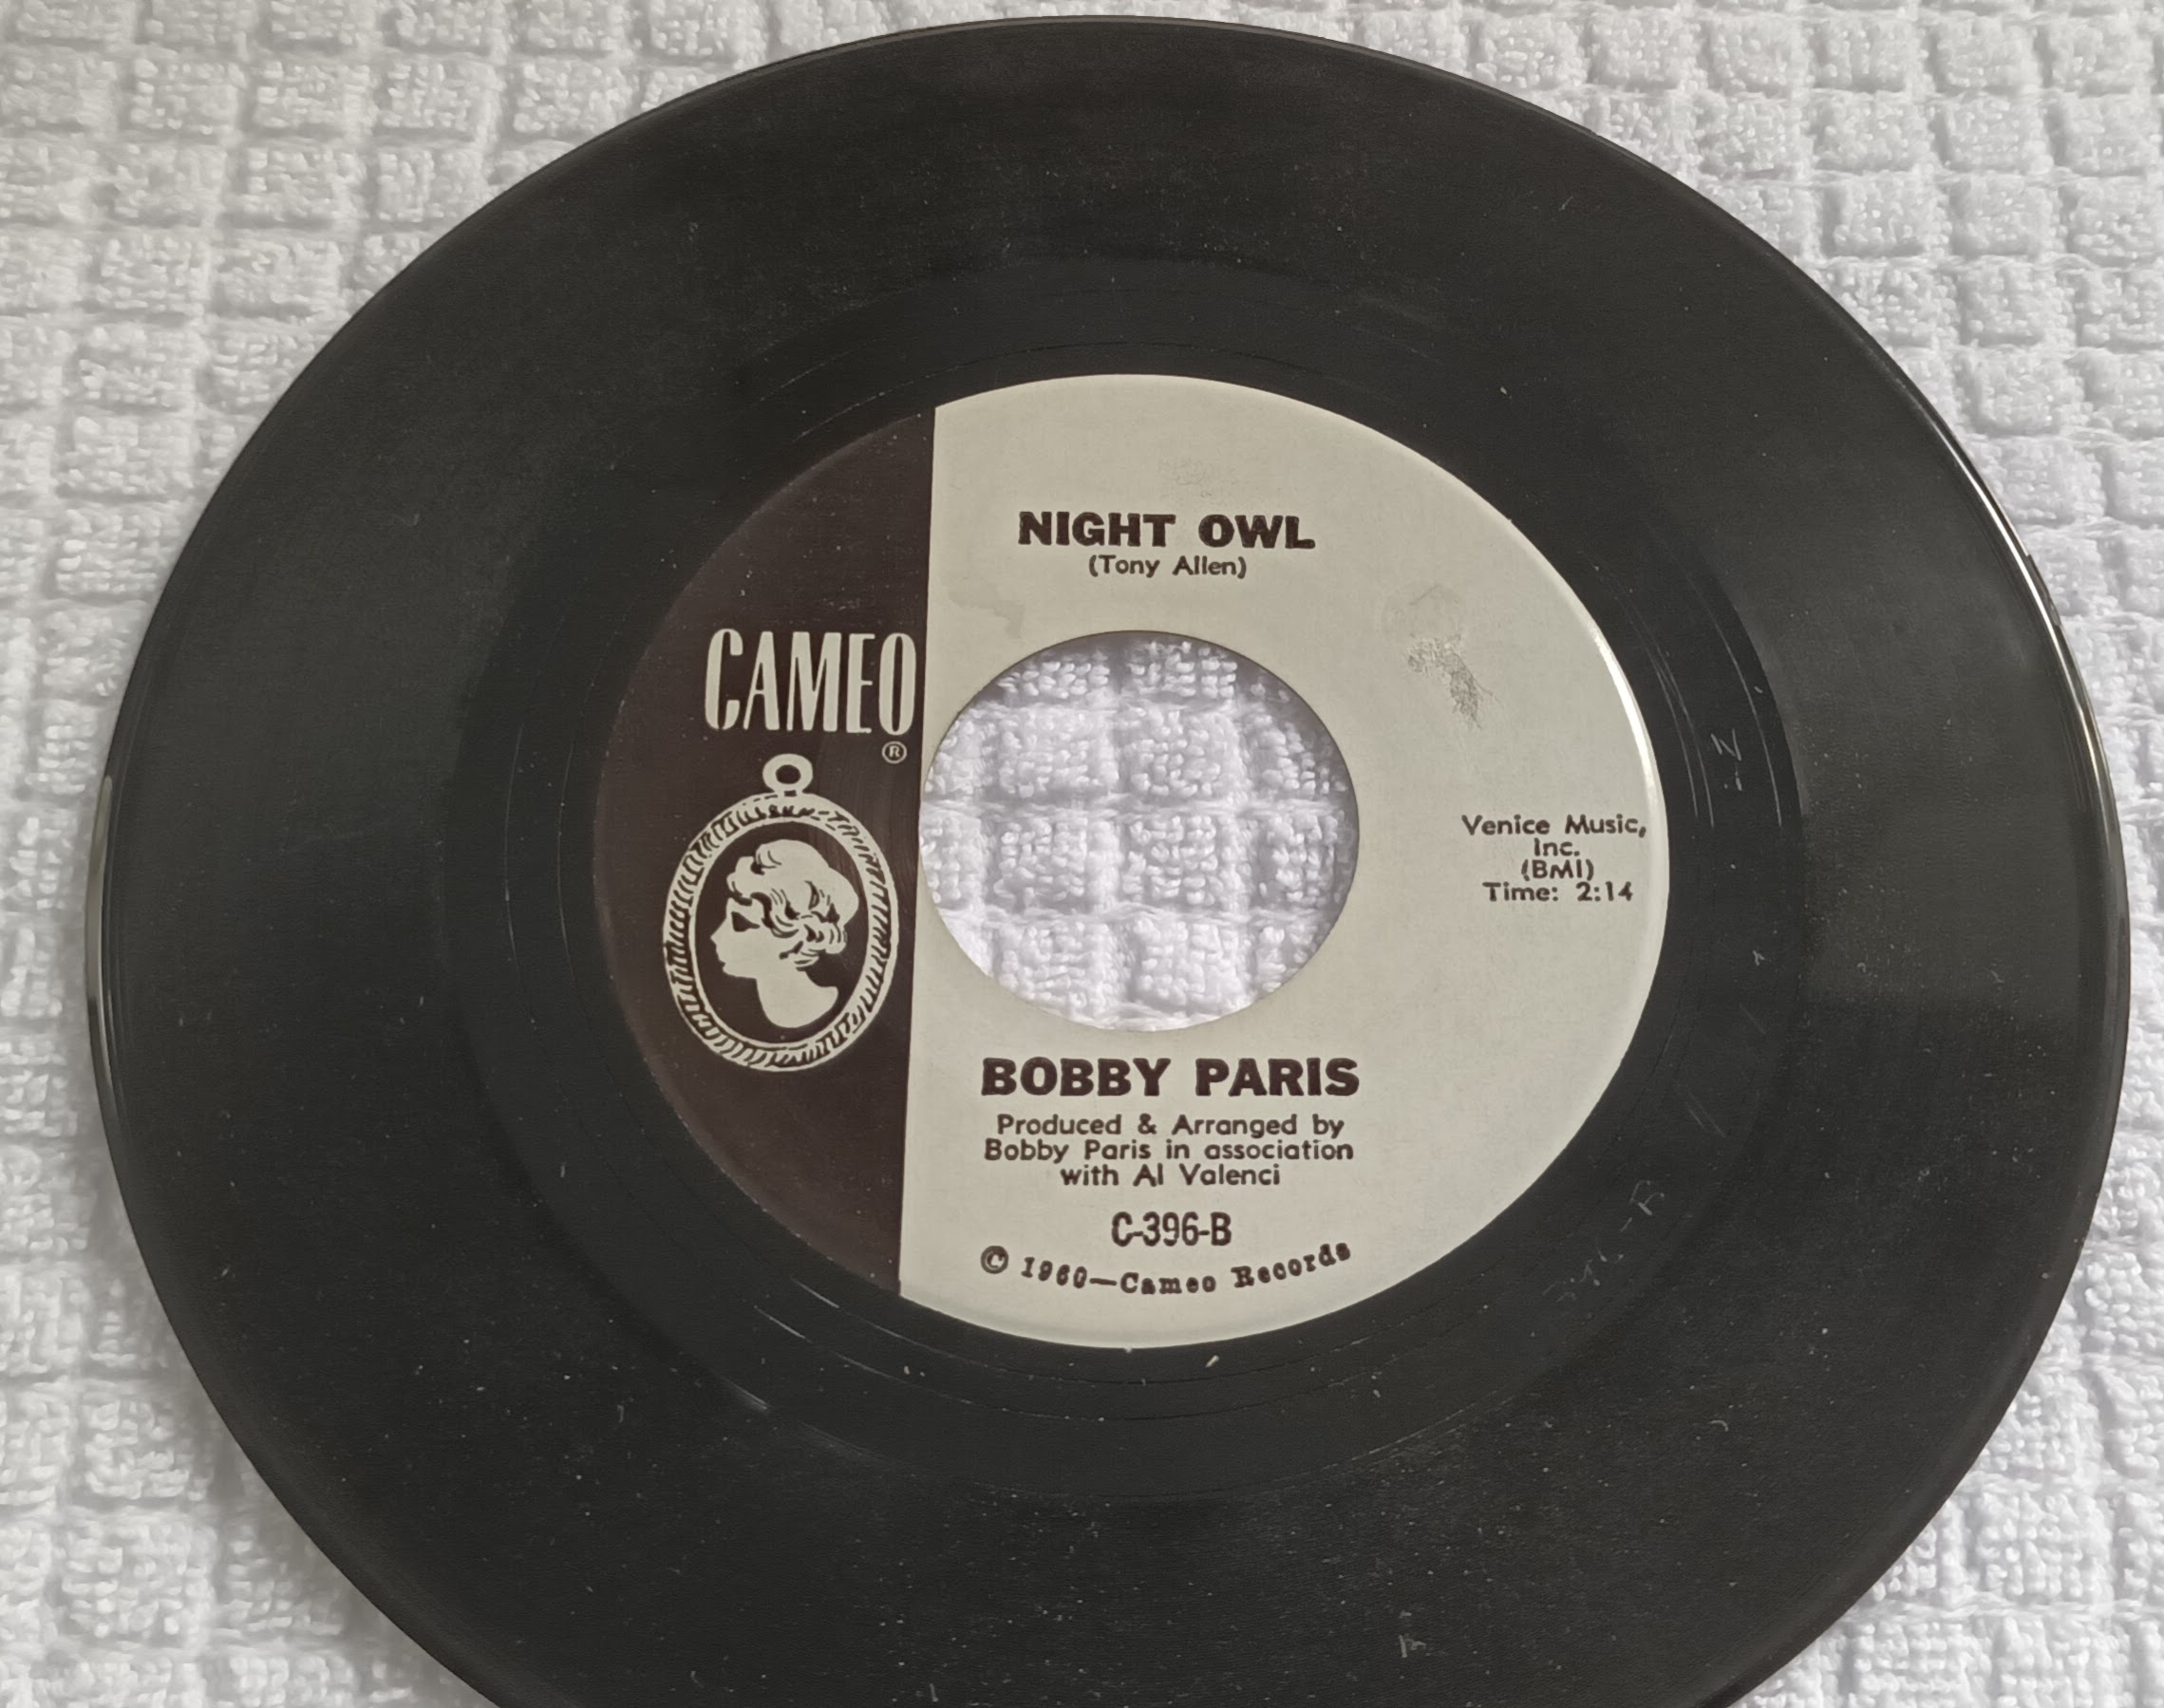 NIGHT OWL
(Tony Allen)
CAMEO
®
Venice Music,
Inc.
(BMI)
Time: 2:14
BOBBY PARIS
Produced & Arranged by
Bobby Paris in association
with Al Valenci
C-396-B
© 1960—Cameo Records